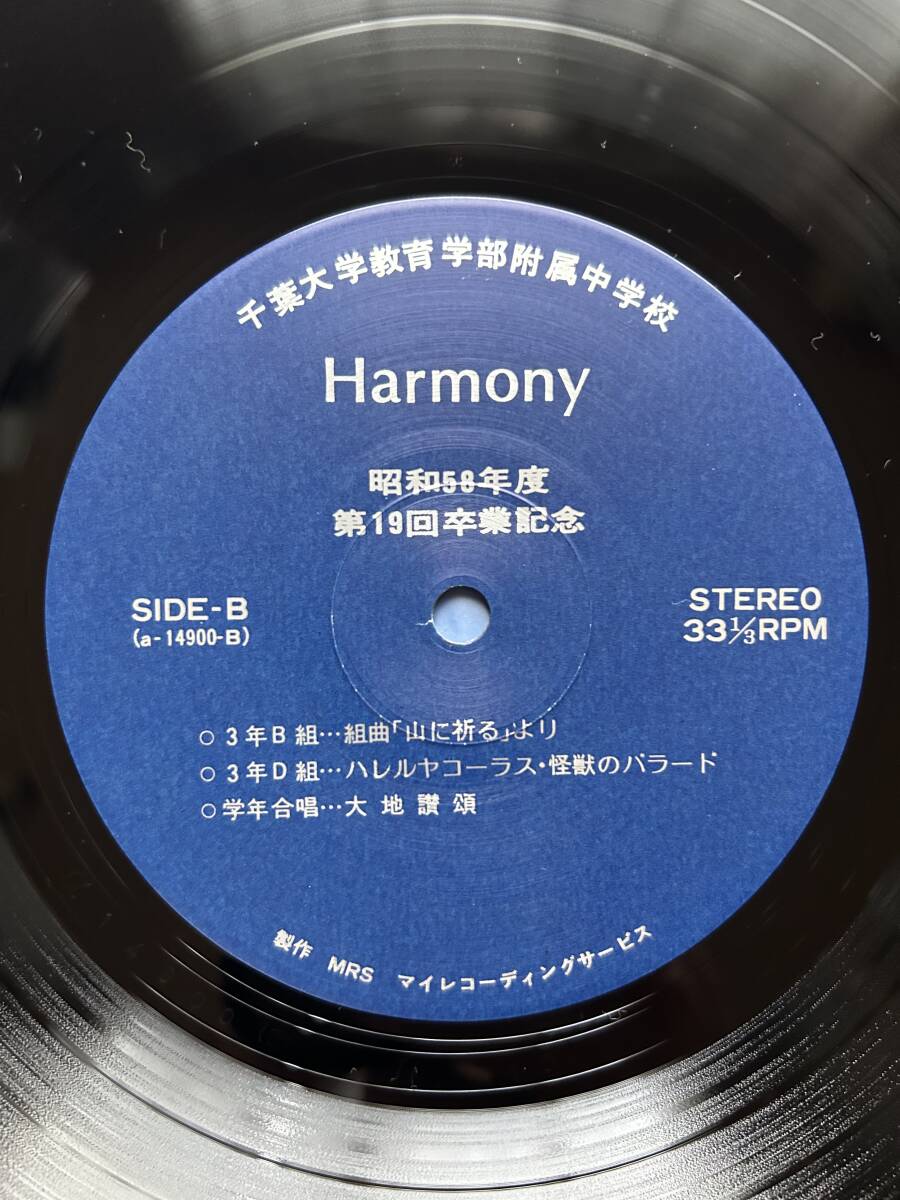 千葉大学教育学部附属中学校
Harmony
昭和58年度
第19回卒業記念
SIDE-B
(a-14900-B)
STEREO
33⅓RPM
○ 3年B組…組曲「山に祈る」より
○ 3年D組…ハレルヤコーラス・怪獣のバラード
○ 学年合唱…大地讃頌
製作 MRS マイレコーディングサービス